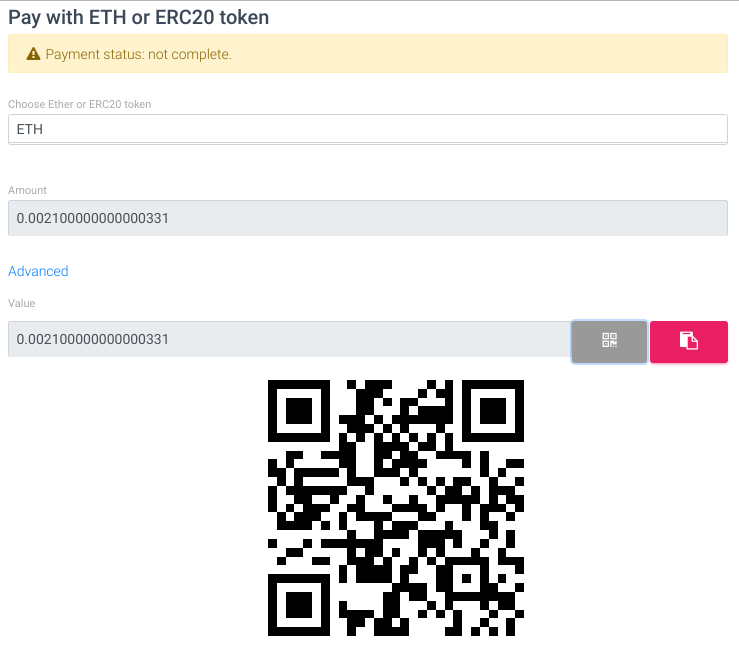 Pay with ETH or ERC20 token
Payment status: not complete.
Choose Ether or ERC20 token
ETH
Amount
0.002100000000000331
Advanced
Value
0.002100000000000331